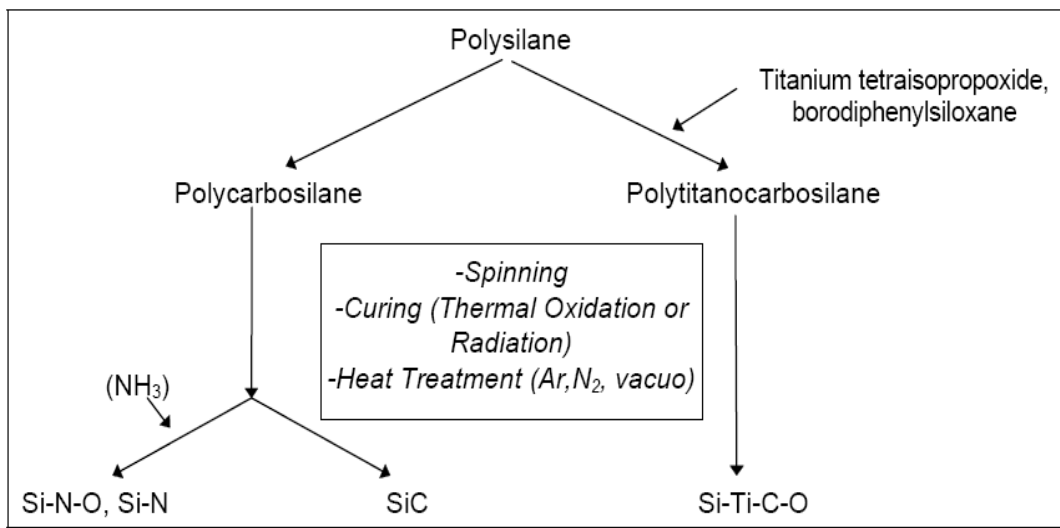 Polysilane
Titanium tetraisopropoxide,
borodiphenylsiloxane
Polycarbosilane
Polytitanocarbosilane
-Spinning
-Curing (Thermal Oxidation or
Radiation)
-Heat Treatment (Ar,N₂, vacuo)
(NH₃)
Si-N-O, Si-N
SiC
Si-Ti-C-O